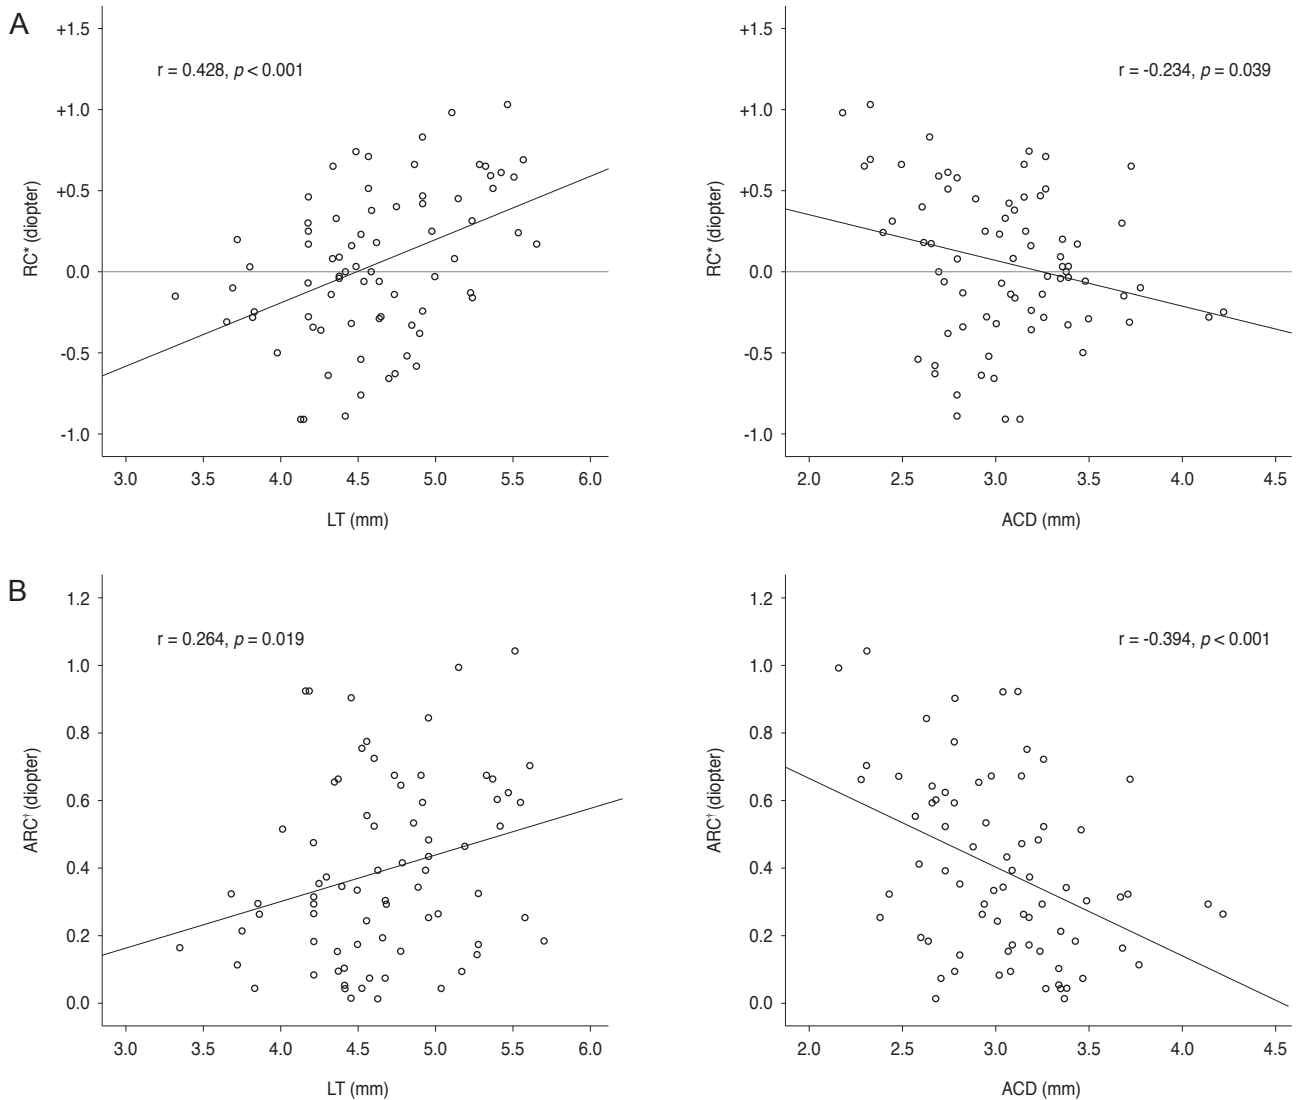 A
RC* (diopter)
+1.5
+1.0
+0.5
0.0
-0.5
-1.0
r = 0.428, p < 0.001
3.0 3.5 4.0 4.5 5.0 5.5 6.0
LT (mm)
RC* (diopter)
+1.5
+1.0
+0.5
0.0
-0.5
-1.0
r = -0.234, p = 0.039
2.0 2.5 3.0 3.5 4.0 4.5
ACD (mm)
B
ARC† (diopter)
1.2
1.0
0.8
0.6
0.4
0.2
0.0
r = 0.264, p = 0.019
3.0 3.5 4.0 4.5 5.0 5.5 6.0
LT (mm)
ARC† (diopter)
1.2
1.0
0.8
0.6
0.4
0.2
0.0
r = -0.394, p < 0.001
2.0 2.5 3.0 3.5 4.0 4.5
ACD (mm)